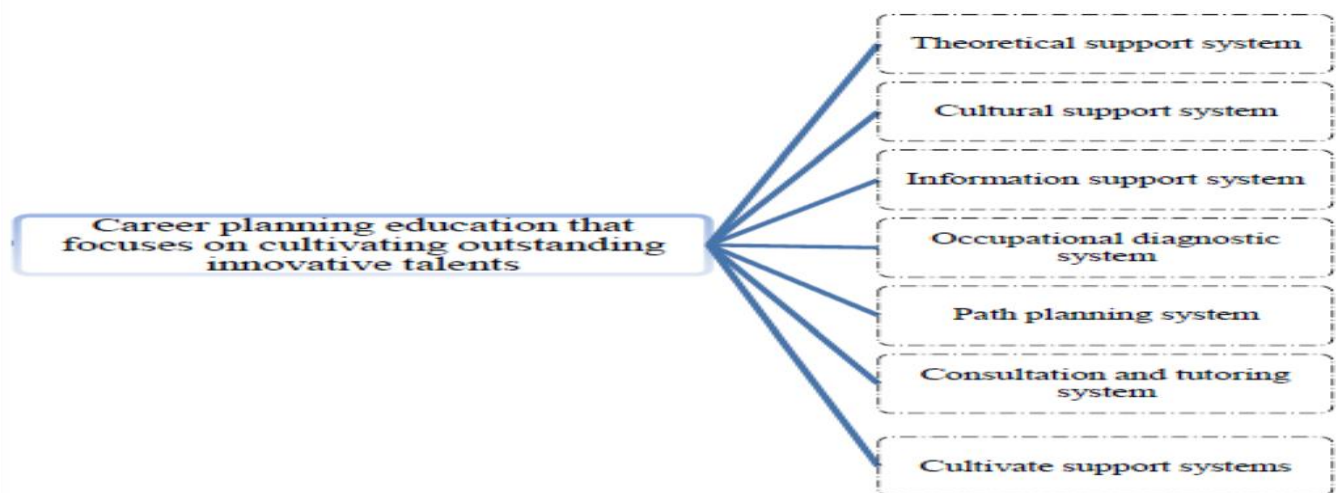 Theoretical support system
Cultural support system
Information support system
Career planning education that
focuses on cultivating outstanding
innovative talents
Occupational diagnostic
system
Path planning system
Consultation and tutoring
system
Cultivate support systems